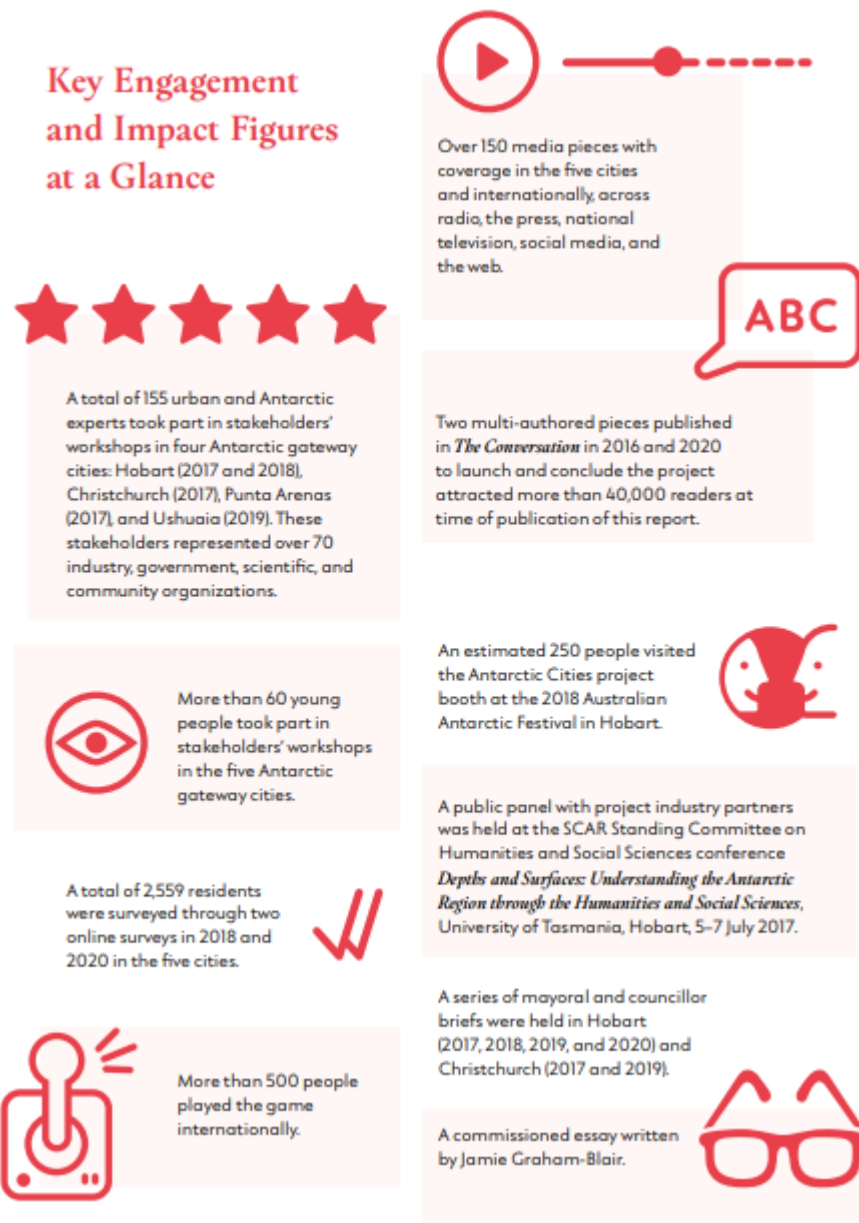 Key Engagement
and Impact Figures
at a Glance
A total of 155 urban and Antarctic
experts took part in stakeholders'
workshops in four Antarctic gateway
cities: Hobart (2017 and 2018),
Christchurch (2017), Punta Arenas
(2017), and Ushuaia (2019). These
stakeholders represented over 70
industry, government, scientific, and
community organizations.
More than 60 young
people took part in
stakeholders' workshops
in the five Antarctic
gateway cities.
A total of 2,559 residents
were surveyed through two
online surveys in 2018 and
2020 in the five cities.
More than 500 people
played the game
internationally.
Over 150 media pieces with
coverage in the five cities
and internationally, across
radio, the press, national
television, social media, and
the web.
ABC
Two multi-authored pieces published
in The Conversation in 2016 and 2020
to launch and conclude the project
attracted more than 40,000 readers at
time of publication of this report.
An estimated 250 people visited
the Antarctic Cities project
booth at the 2018 Australian
Antarctic Festival in Hobart.
A public panel with project industry partners
was held at the SCAR Standing Committee on
Humanities and Social Sciences conference
Depths and Surfaces: Understanding the Antarctic
Region through the Humanities and Social Sciences,
University of Tasmania, Hobart, 5–7 July 2017.
A series of mayoral and councillor
briefs were held in Hobart
(2017, 2018, 2019, and 2020) and
Christchurch (2017 and 2019).
A commissioned essay written
by Jamie Graham-Blair.